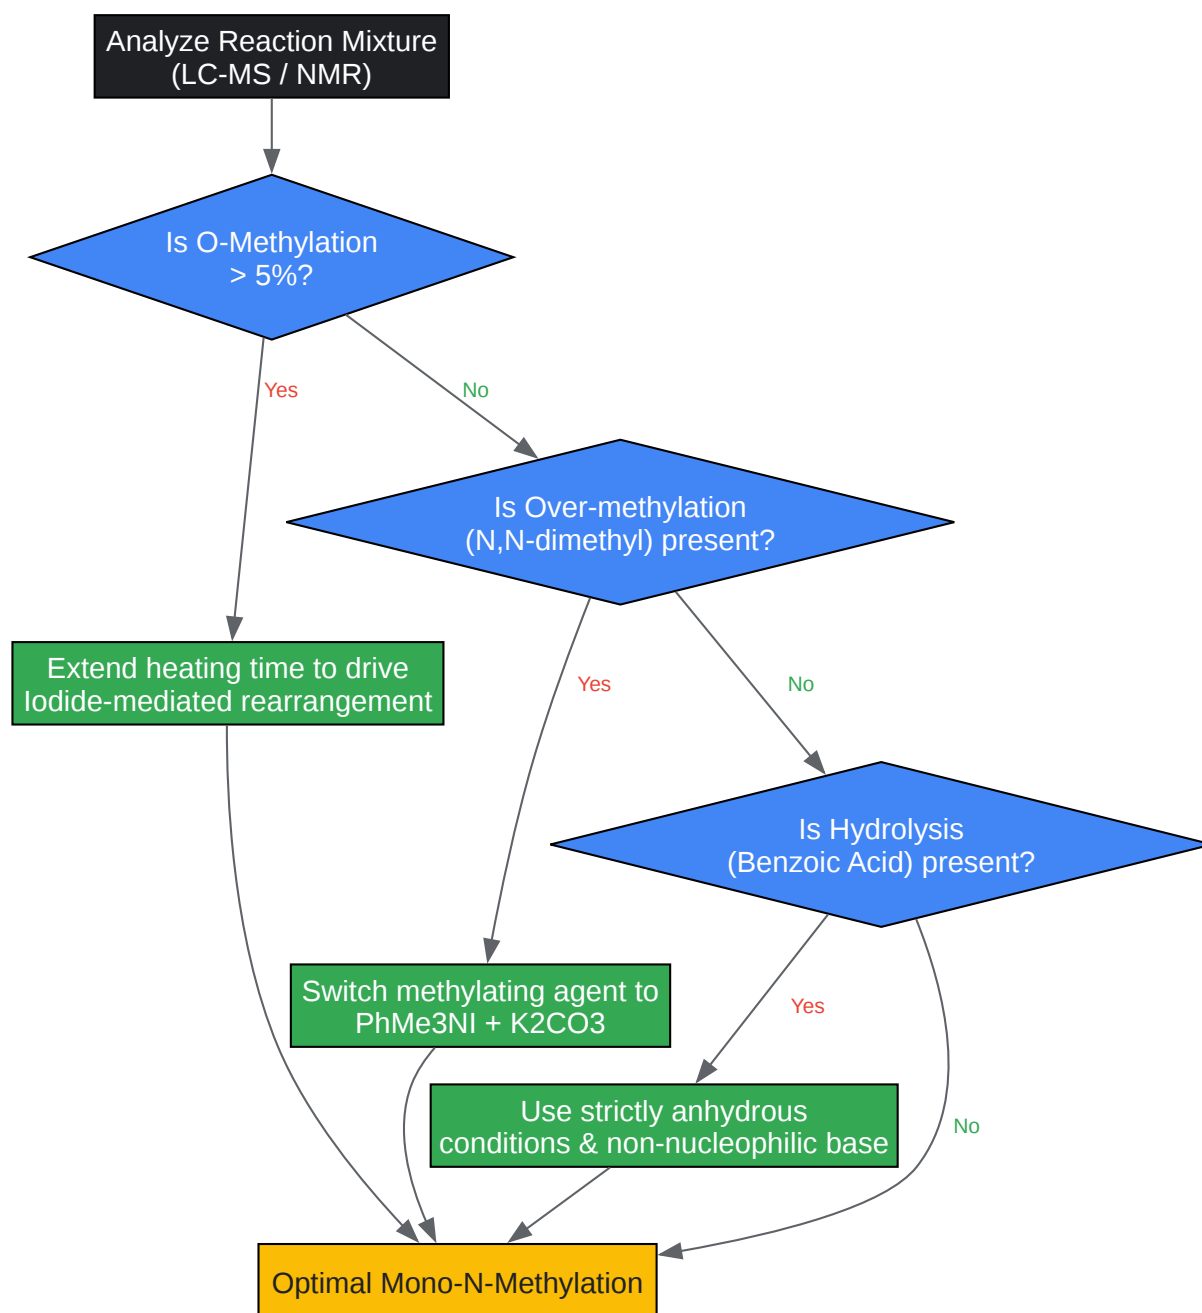 Analyze Reaction Mixture
(LC-MS / NMR)
Is O-Methylation
> 5%?
Yes
No
Is Over-methylation
(N,N-dimethyl) present?
Extend heating time to drive
Iodide-mediated rearrangement
Yes
No
Is Hydrolysis
(Benzoic Acid) present?
Switch methylating agent to
PhMe3NI + K2CO3
Yes
Use strictly anhydrous
conditions & non-nucleophilic base
No
Optimal Mono-N-Methylation